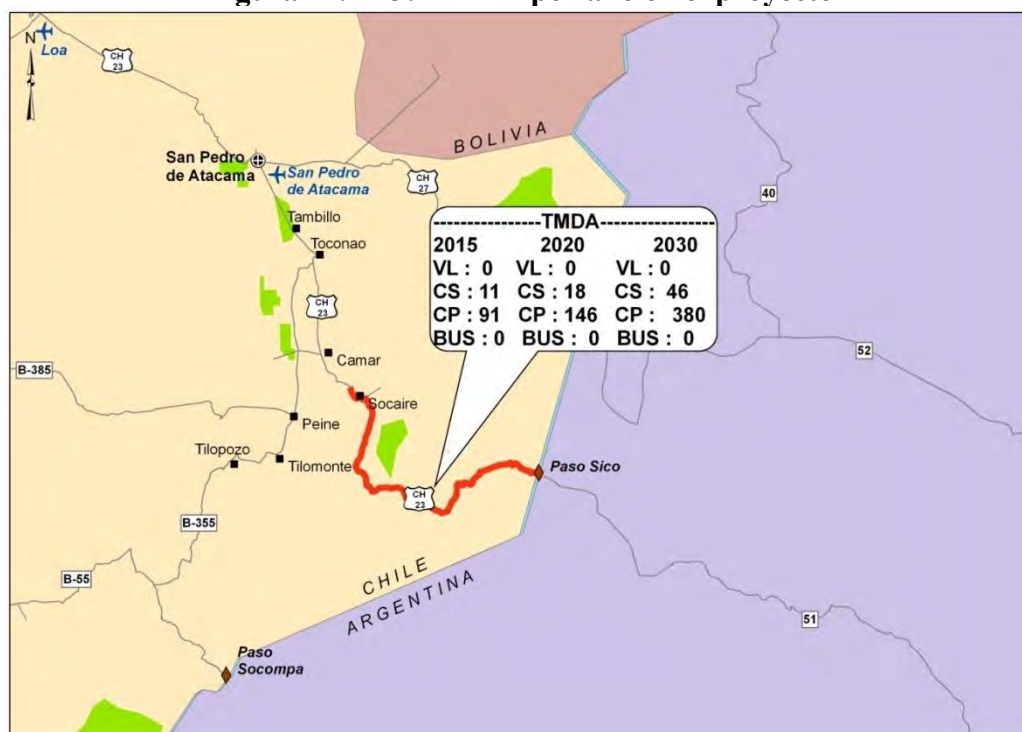 N
Loa
CH
23
BOLIVIA
San Pedro
de Atacama
San Pedro
de Atacama
CH
27
40
Tambillo
Toconao
TMDA
2015 2020 2030
VL : 0 VL : 0 VL : 0
CS : 11 CS : 18 CS : 46
CP : 91 CP : 146 CP : 380
BUS : 0 BUS : 0 BUS : 0
CH
23
Camar
52
B-385
Socaire
Peine
Tilopozo
Tilomonte
Paso Sico
CH
23
B-355
CHILE
ARGENTINA
B-55
51
Paso
Socompa